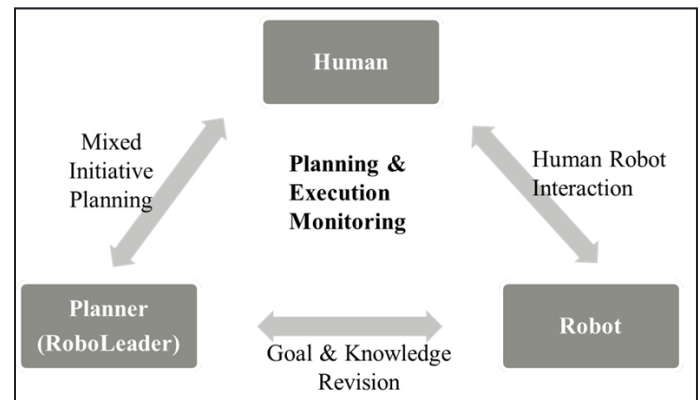 Human
Mixed
Initiative
Planning
Planning &
Execution
Monitoring
Human Robot
Interaction
Planner
(RoboLeader)
Robot
Goal & Knowledge
Revision